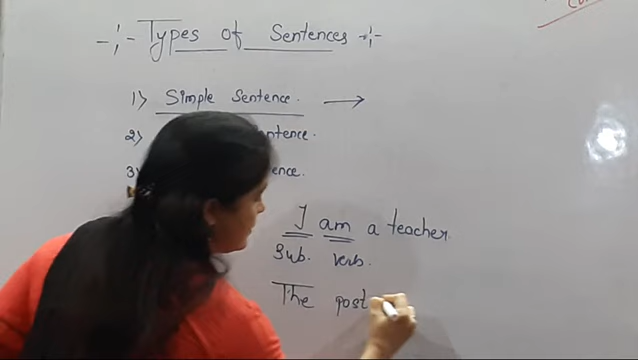 Types of Sentences
1) Simple Sentence. →
2) entence.
3) ence.
I am a teacher.
Sub. verb.
The post